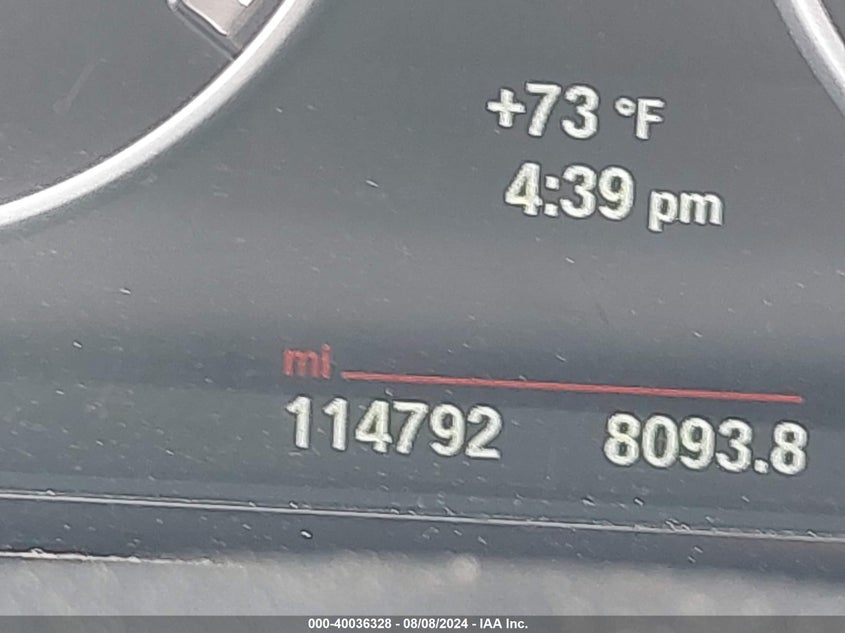 +73 °F
4:39 pm
mi
114792 8093.8
000-40036328 - 08/08/2024 - IAA Inc.